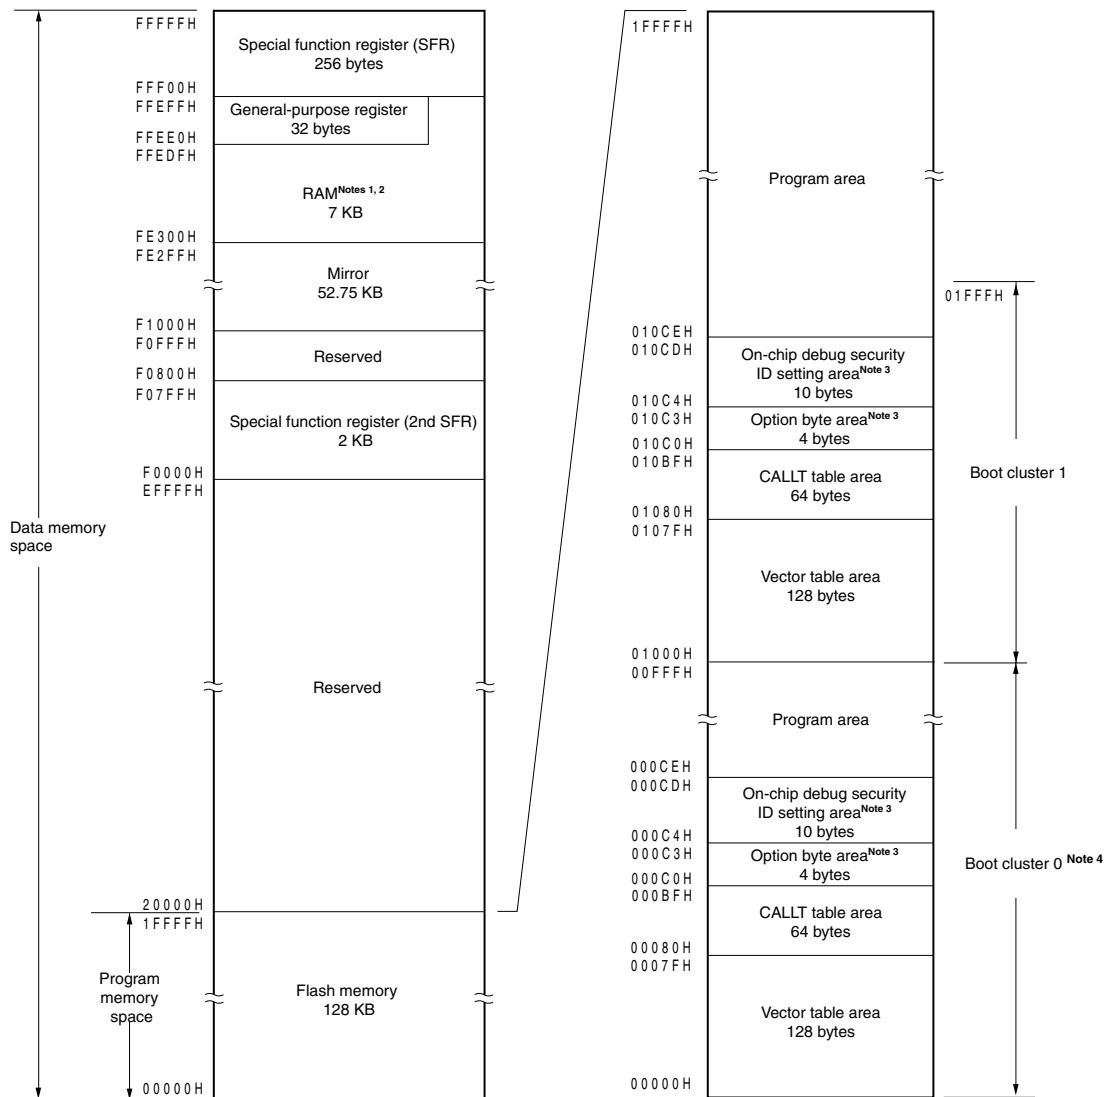 FFFFFH
Special function register (SFR)
256 bytes
FFF00H
FFEFFH
General-purpose register
32 bytes
FFEE0H
FFEDFH
RAMNotes 1, 2
7 KB
FE300H
FE2FFH
Mirror
52.75 KB
F1000H
F0FFFH
Reserved
F0800H
F07FFH
Special function register (2nd SFR)
2 KB
F0000H
EFFFFH
Data memory
space
Reserved
20000H
1FFFFH
Program
memory
space
Flash memory
128 KB
00000H
1FFFFH
Program area
01FFFH
010CEH
010CDH
On-chip debug security
ID setting areaNote 3
10 bytes
010C4H
010C3H
Option byte areaNote 3
4 bytes
010C0H
010BFH
CALLT table area
64 bytes
Boot cluster 1
01080H
0107FH
Vector table area
128 bytes
01000H
00FFFH
Program area
000CEH
000CDH
On-chip debug security
ID setting areaNote 3
10 bytes
000C4H
000C3H
Option byte areaNote 3
4 bytes
Boot cluster 0 Note 4
000C0H
000BFH
CALLT table area
64 bytes
00080H
0007FH
Vector table area
128 bytes
00000H